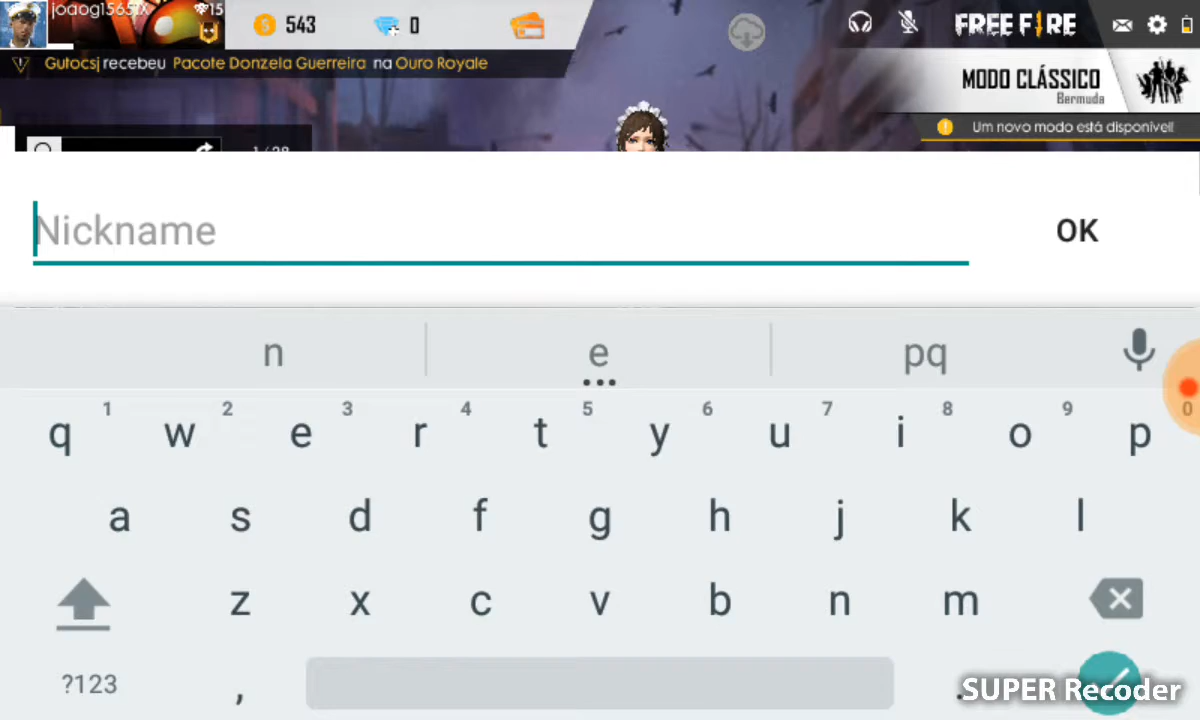 joaog1565tx 15 543 0 FREE FIRE
Gutocsj recebeu Pacote Donzela Guerreira na Ouro Royale
MODO CLÁSSICO
Bermuda
Um novo modo está disponível!
Nickname OK
n e pq
1 2 3 4 5 6 7 8 9 0
q w e r t y u i o p
a s d f g h j k l
z x c v b n m
?123 , .
SUPER Recoder